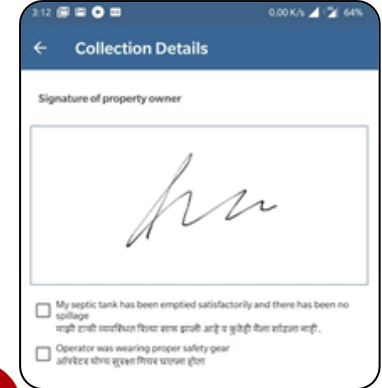 3:12 0.00 K/s 64%
Collection Details
Signature of property owner
My septic tank has been emptied satisfactorily and there has been no
spillage
माझी टाकी व्यवस्थित रित्या साफ झाली आहे व कुठेही मैला सांडला नाही.
Operator was wearing proper safety gear
ऑपरेटर योग्य सुरक्षा गियर घातला होता